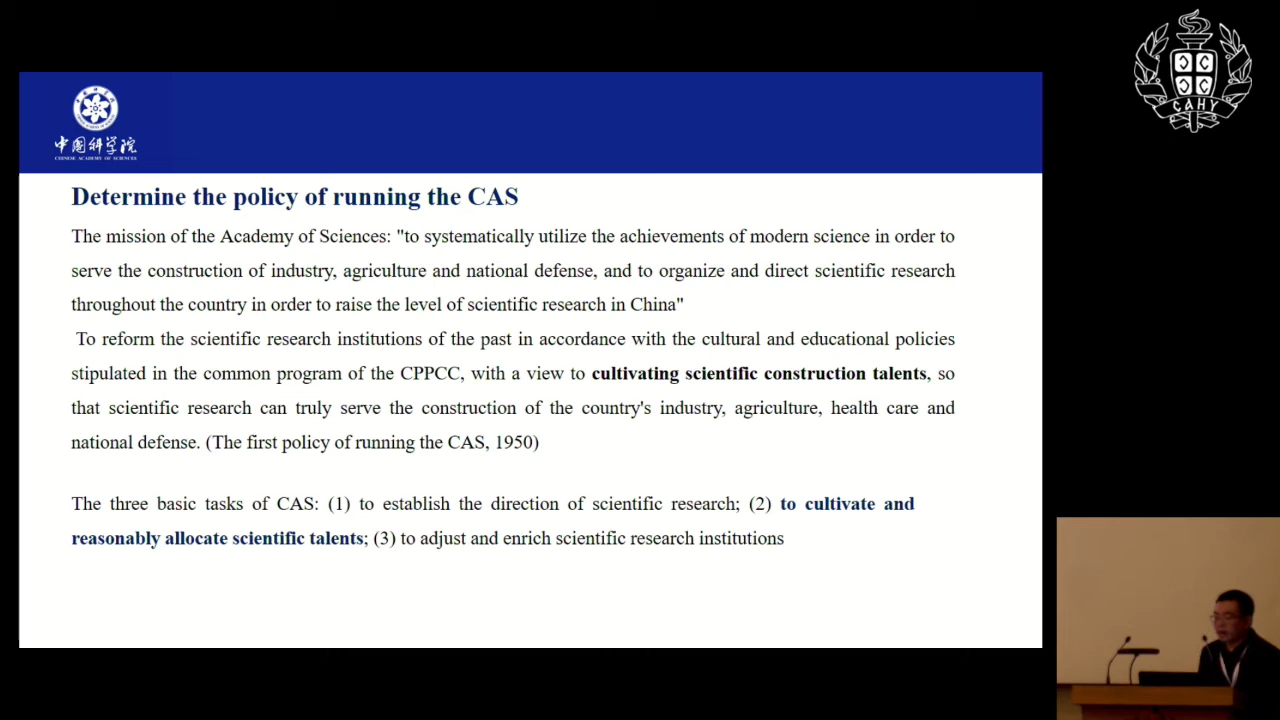 CAHY
中国科学院
CHINESE ACADEMY OF SCIENCES
Determine the policy of running the CAS
The mission of the Academy of Sciences: "to systematically utilize the achievements of modern science in order to
serve the construction of industry, agriculture and national defense, and to organize and direct scientific research
throughout the country in order to raise the level of scientific research in China"
To reform the scientific research institutions of the past in accordance with the cultural and educational policies
stipulated in the common program of the CPPCC, with a view to cultivating scientific construction talents, so
that scientific research can truly serve the construction of the country's industry, agriculture, health care and
national defense. (The first policy of running the CAS, 1950)
The three basic tasks of CAS: (1) to establish the direction of scientific research; (2) to cultivate and
reasonably allocate scientific talents; (3) to adjust and enrich scientific research institutions